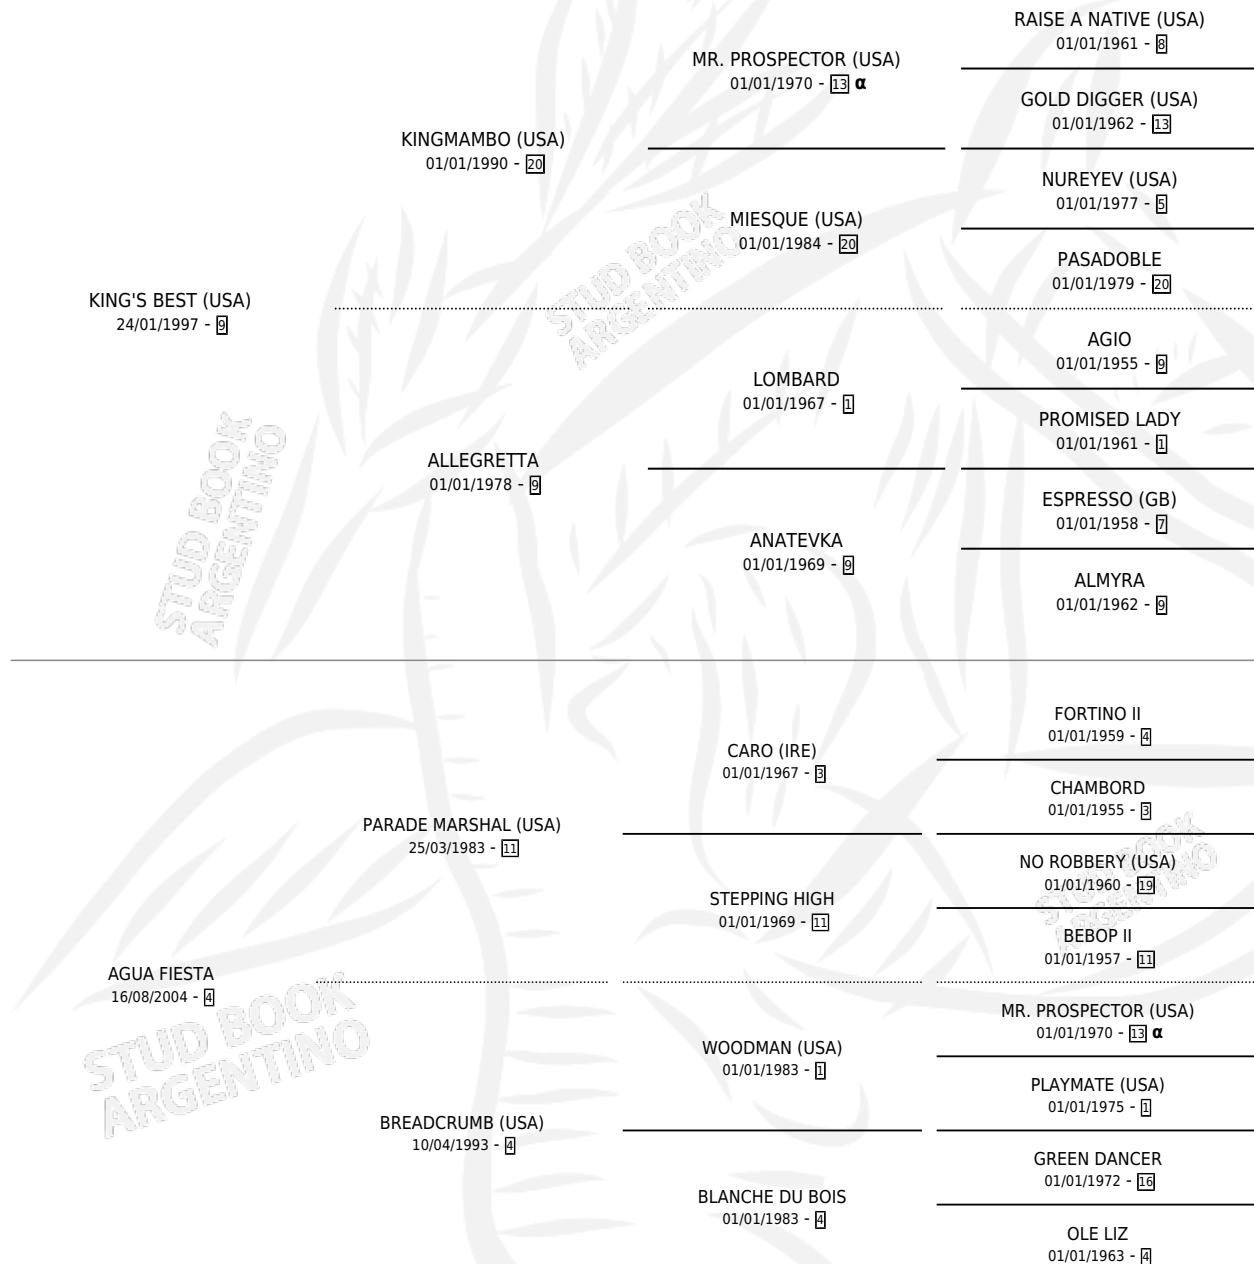 RAISE A NATIVE (USA)
01/01/1961 - 8
MR. PROSPECTOR (USA)
01/01/1970 - 13 α
GOLD DIGGER (USA)
01/01/1962 - 13
KINGMAMBO (USA)
01/01/1990 - 20
NUREYEV (USA)
01/01/1977 - 5
MIESQUE (USA)
01/01/1984 - 20
PASADOBLE
01/01/1979 - 20
KING'S BEST (USA)
24/01/1997 - 9
AGIO
01/01/1955 - 9
LOMBARD
01/01/1967 - 1
PROMISED LADY
01/01/1961 - 1
ALLEGRETTA
01/01/1978 - 9
ESPRESSO (GB)
01/01/1958 - 7
ANATEVKA
01/01/1969 - 9
ALMYRA
01/01/1962 - 9
FORTINO II
01/01/1959 - 4
CARO (IRE)
01/01/1967 - 3
CHAMBORD
01/01/1955 - 3
PARADE MARSHAL (USA)
25/03/1983 - 11
NO ROBBERY (USA)
01/01/1960 - 19
STEPPING HIGH
01/01/1969 - 11
BEBOP II
01/01/1957 - 11
AGUA FIESTA
16/08/2004 - 4
MR. PROSPECTOR (USA)
01/01/1970 - 13 α
WOODMAN (USA)
01/01/1983 - 1
PLAYMATE (USA)
01/01/1975 - 1
BREADCRUMB (USA)
10/04/1993 - 4
GREEN DANCER
01/01/1972 - 16
BLANCHE DU BOIS
01/01/1983 - 4
OLE LIZ
01/01/1963 - 4
STUD BOOK
ARGENTINO
STUD BOOK
ARGENTINO
STUD BOOK
ARGENTINO
STUD BOOK
ARGENTINO